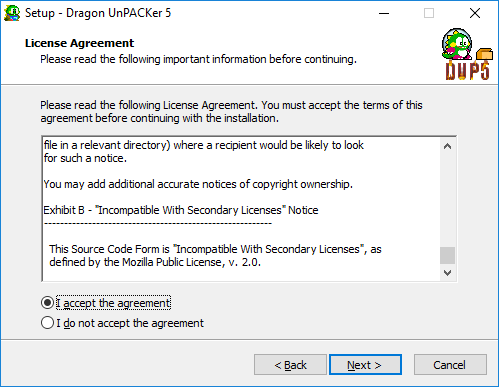 Setup - Dragon UnPACKer 5
License Agreement
Please read the following important information before continuing.
DUP5
Please read the following License Agreement. You must accept the terms of this
agreement before continuing with the installation.
file in a relevant directory) where a recipient would be likely to look
for such a notice.
You may add additional accurate notices of copyright ownership.
Exhibit B - "Incompatible With Secondary Licenses" Notice
---------------------------------------------------------
This Source Code Form is "Incompatible With Secondary Licenses", as
defined by the Mozilla Public License, v. 2.0.
I accept the agreement
I do not accept the agreement
< Back
Next >
Cancel